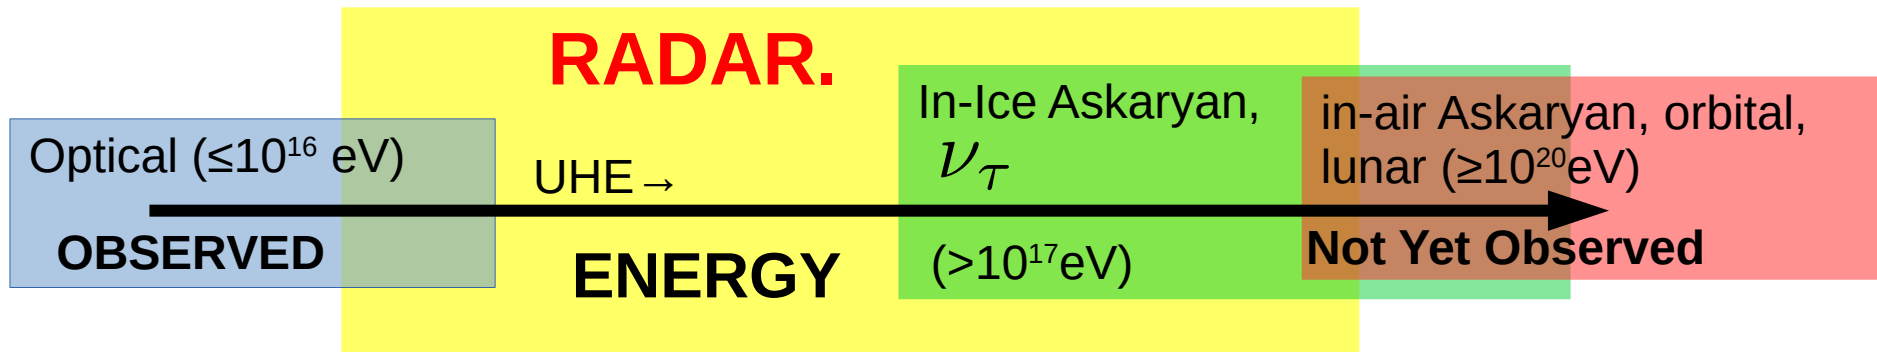 RADAR.
Optical (≤10¹⁶ eV)
OBSERVED
UHE→
ENERGY
In-Ice Askaryan,
ν_τ
(>10¹⁷eV)
in-air Askaryan, orbital,
lunar (≥10²⁰eV)
Not Yet Observed